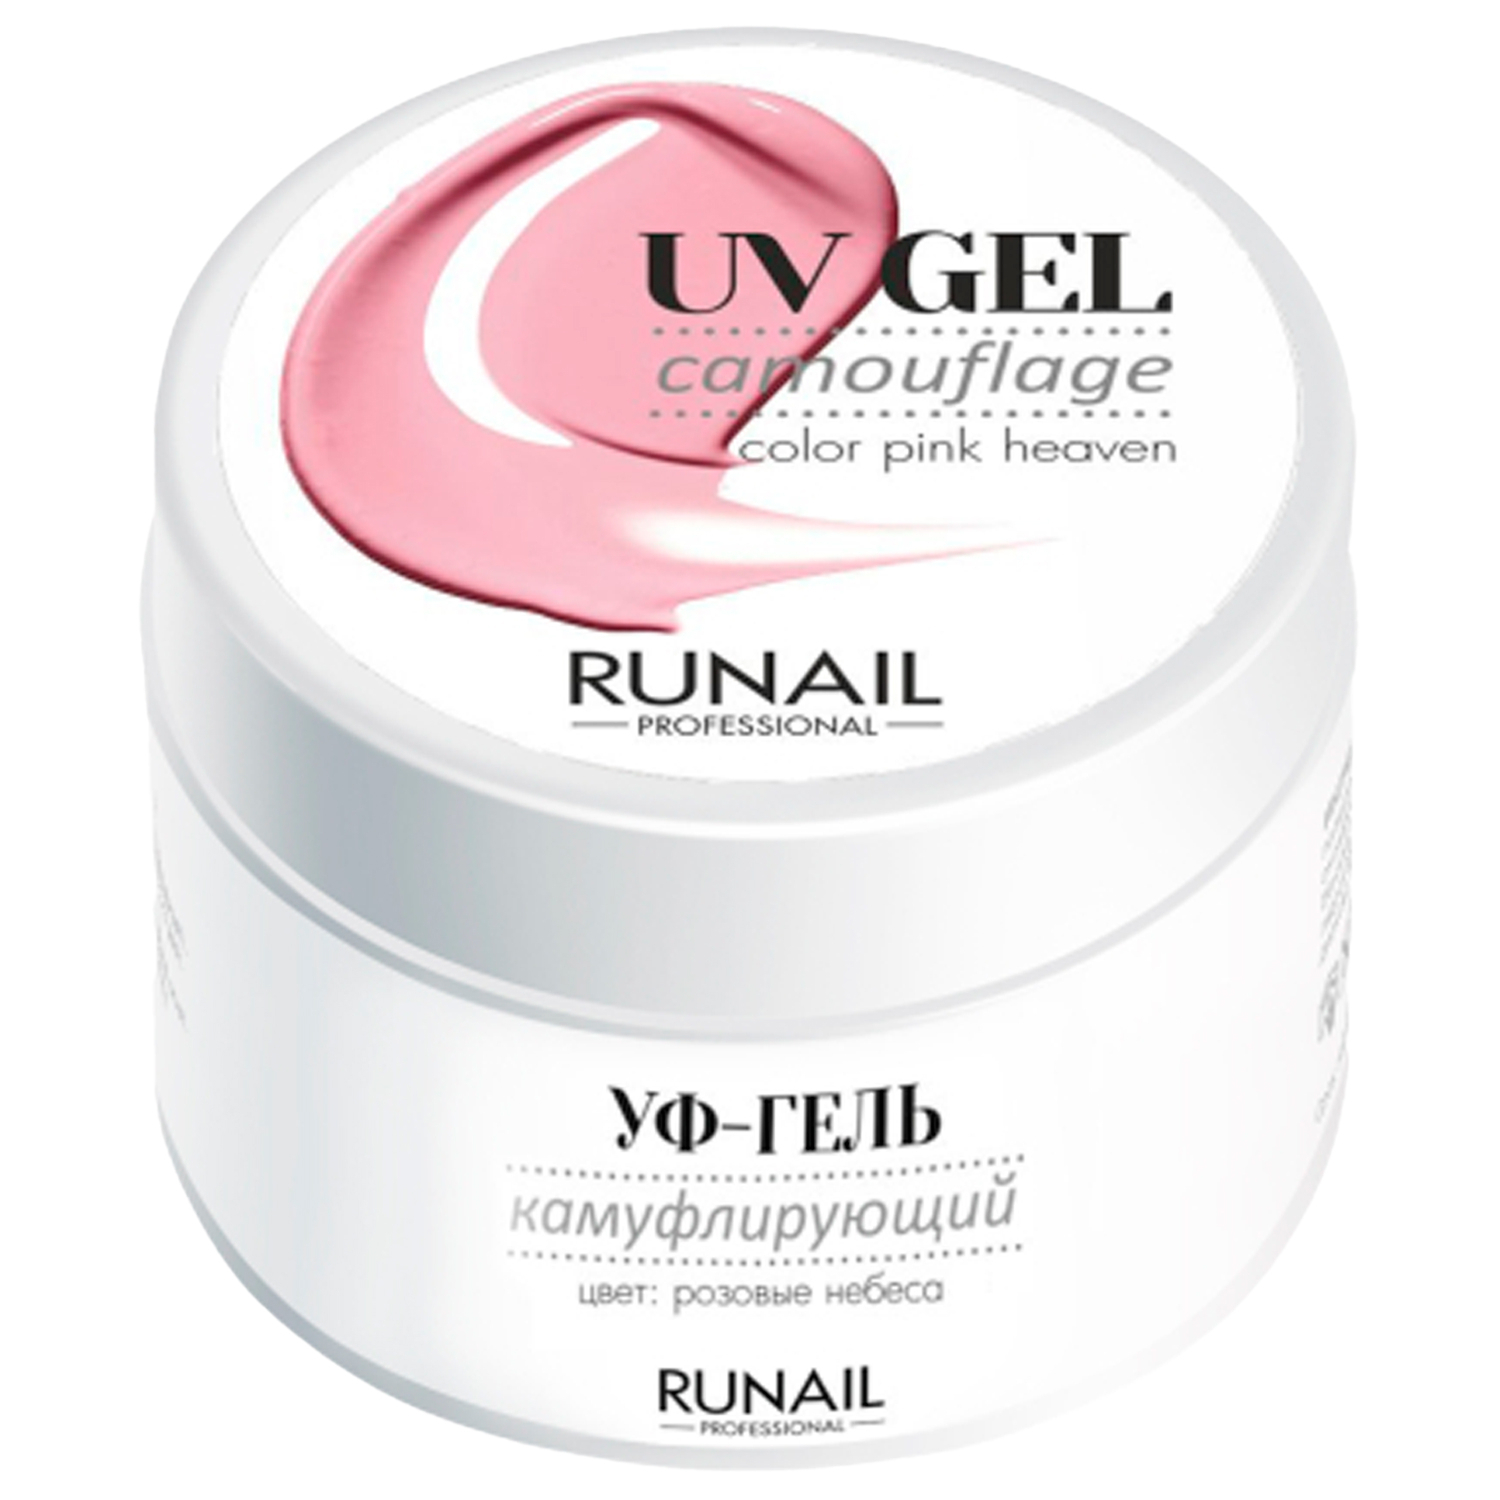 UV GEL
camouflage
color pink heaven
RUNAIL
PROFESSIONAL
УФ-ГЕЛЬ
камуфлирующий
цвет: розовые небеса
RUNAIL
PROFESSIONAL